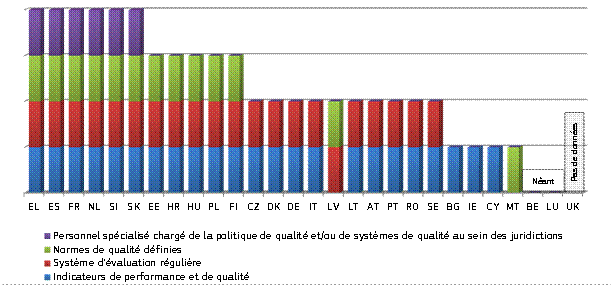 Néant
Pas de données
EL ES FR NL SI SK EE HR HU PL FI CZ DK DE IT LV LT AT PT RO SE BG IE CY MT BE LU UK
Personnel spécialisé chargé de la politique de qualité et/ou de systèmes de qualité au sein des juridictions
Normes de qualité définies
Système d'évaluation régulière
Indicateurs de performance et de qualité